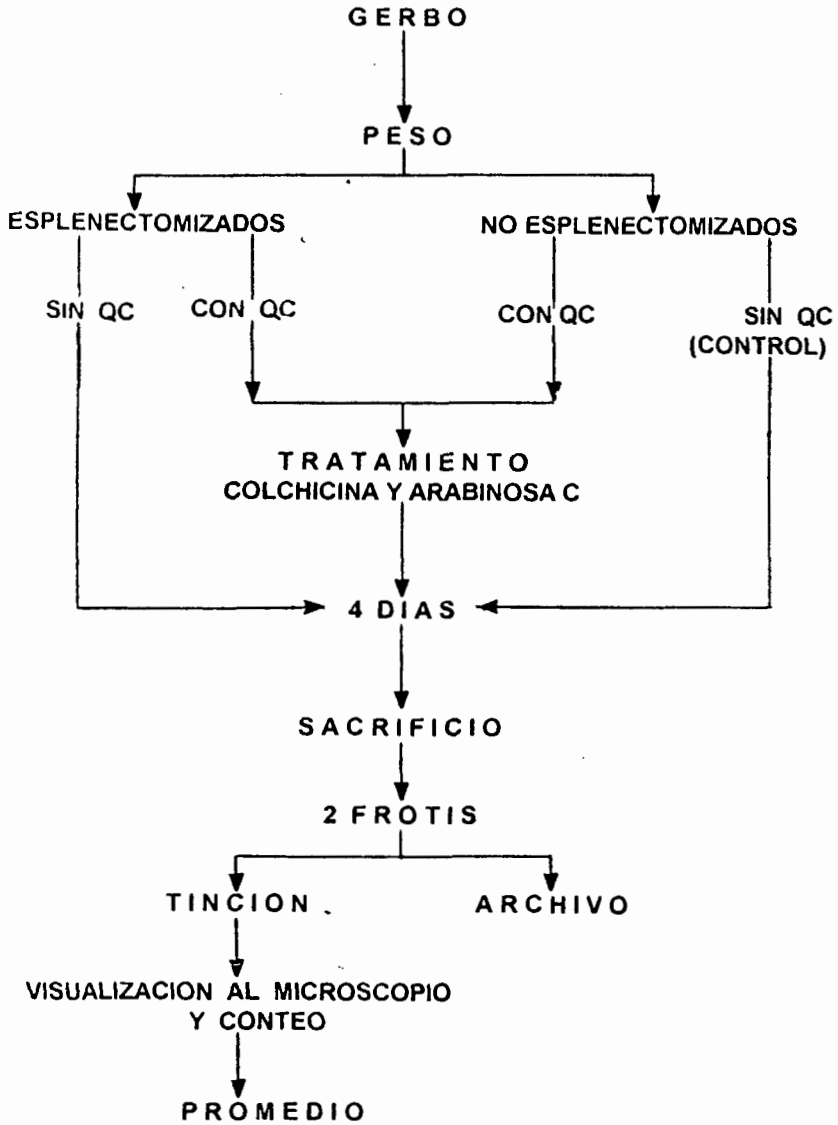 GERBO
PESO
ESPLENECTOMIZADOS
NO ESPLENECTOMIZADOS
SIN QC
CON QC
CON QC
SIN QC
(CONTROL)
TRATAMIENTO
COLCHICINA Y ARABINOSA C
4 DIAS
SACRIFICIO
2 FROTIS
TINCION
ARCHIVO
VISUALIZACION AL MICROSCOPIO
Y CONTEO
PROMEDIO